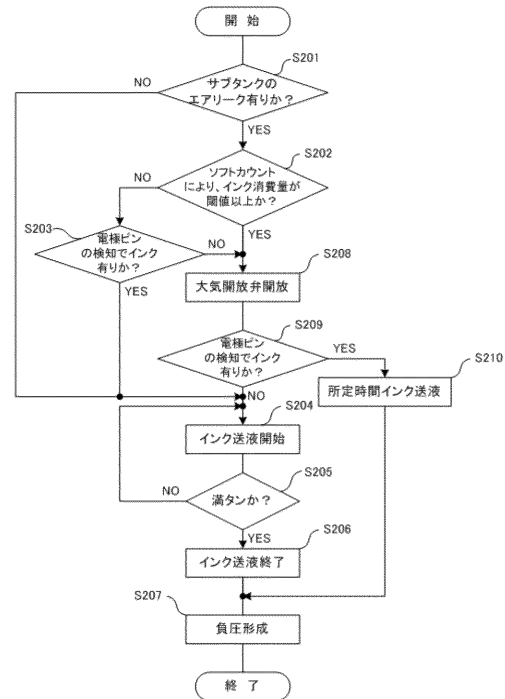 開 始
S201
サブタンクの
エアリーク有りか？
NO
YES
S202
ソフトカウント
により、インク消費量が
閾値以上か？
NO
YES
S203
電極ピン
の検知でインク
有りか？
NO
YES
S208
大気開放弁開放
S209
電極ピン
の検知でインク
有りか？
YES
NO
S210
所定時間インク送液
S204
インク送液開始
S205
満タンか？
NO
YES
S206
インク送液終了
S207
負圧形成
終 了